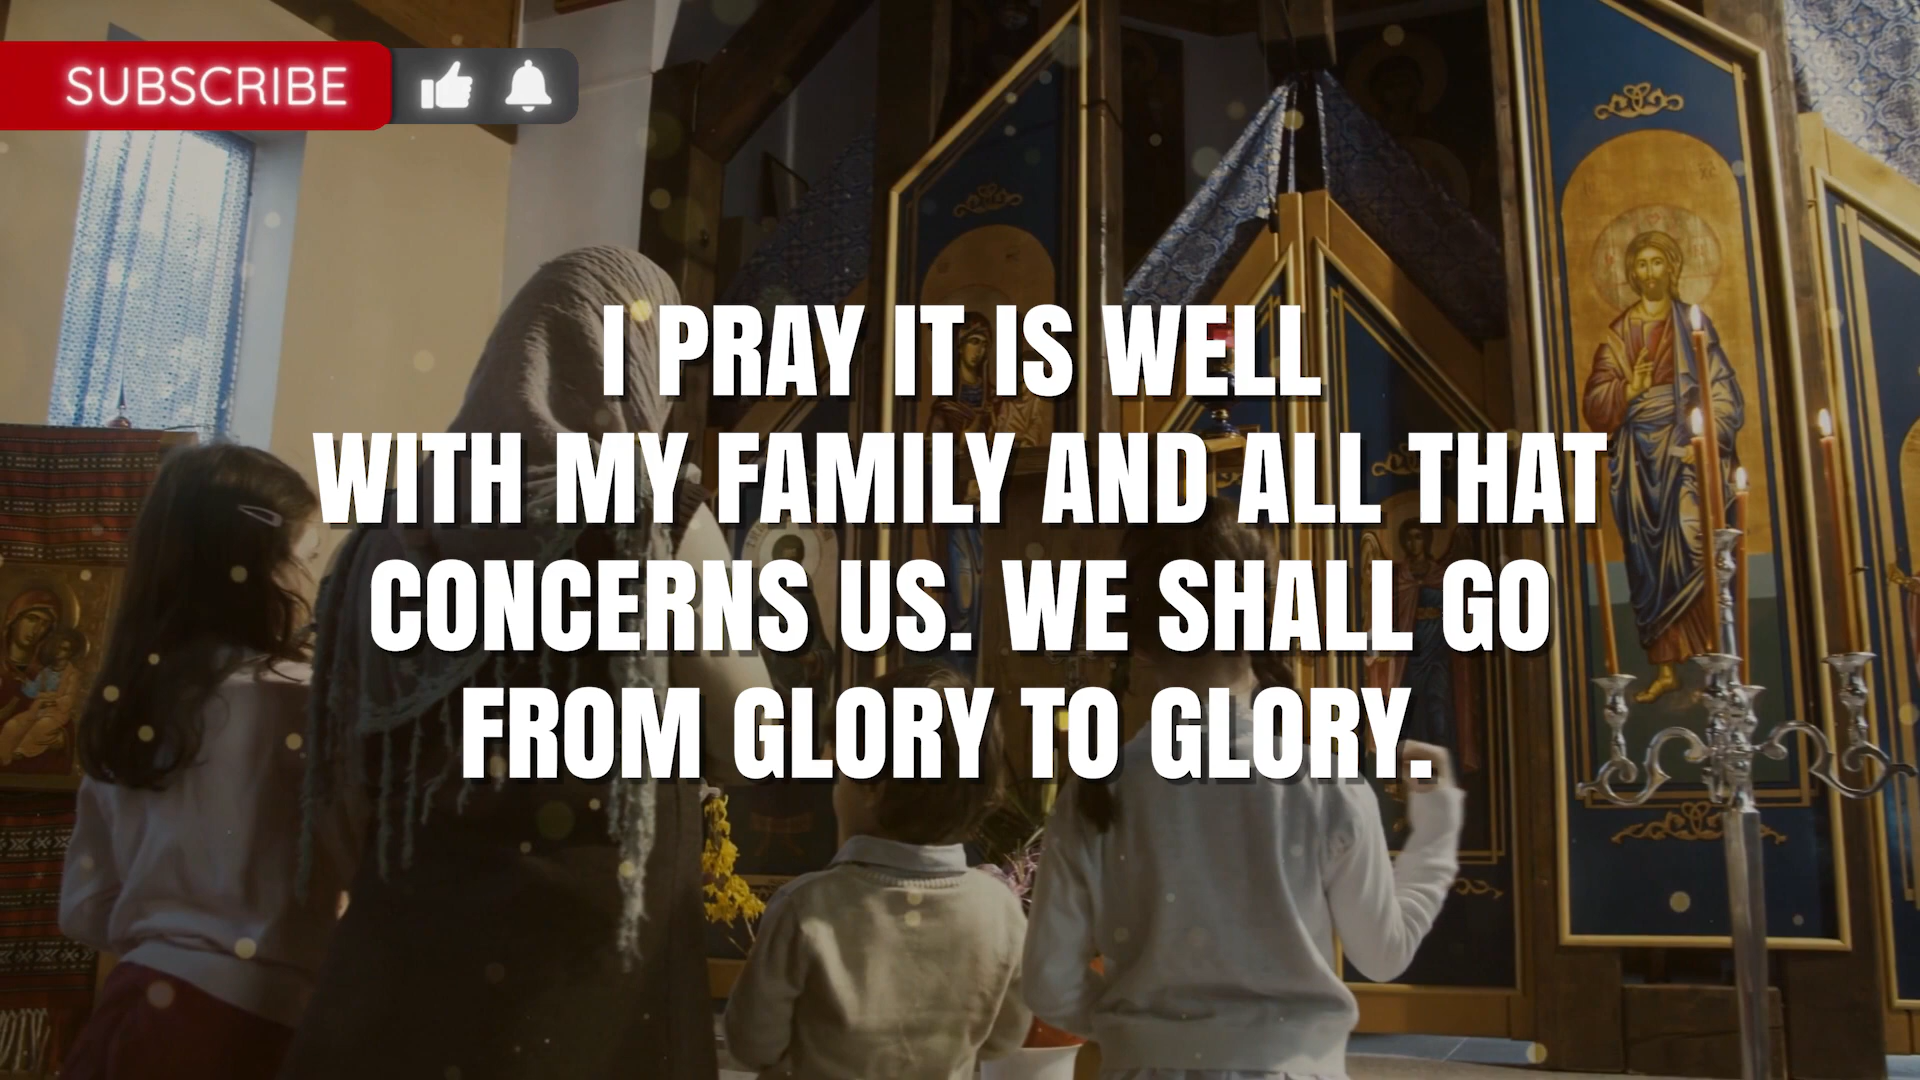 SUBSCRIBE
I PRAY IT IS WELL
WITH MY FAMILY AND ALL THAT
CONCERNS US. WE SHALL GO
FROM GLORY TO GLORY.